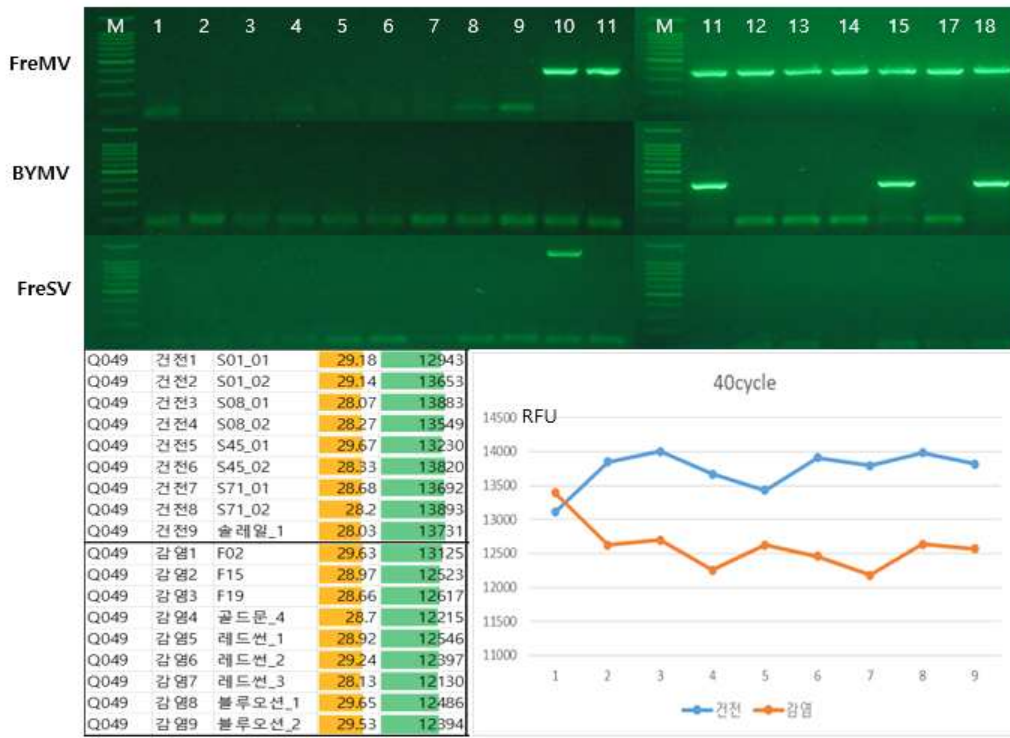 M 1 2 3 4 5 6 7 8 9 10 11 M 11 12 13 14 15 17 18
FreMV
BYMV
FreSV
Q049 건전1 S01_01 29.18 12943
Q049 건전2 S01_02 29.14 13653
Q049 건전3 S08_01 28.07 13883
Q049 건전4 S08_02 28.27 13549
Q049 건전5 S45_01 29.67 13230
Q049 건전6 S45_02 28.33 13820
Q049 건전7 S71_01 28.68 13692
Q049 건전8 S71_02 28.2 13893
Q049 건전9 솔레일_1 28.03 13731
Q049 감염1 F02 29.63 13125
Q049 감염2 F15 28.97 12523
Q049 감염3 F19 28.66 12617
Q049 감염4 골드문_4 28.7 12215
Q049 감염5 레드썬_1 28.92 12546
Q049 감염6 레드썬_2 29.24 12397
Q049 감염7 레드썬_3 28.13 12130
Q049 감염8 블루오션_1 29.65 12486
Q049 감염9 블루오션_2 29.53 12394
40cycle
14500 RFU
14000
13500
13000
12500
12000
11500
11000
1 2 3 4 5 6 7 8 9
건전 감염